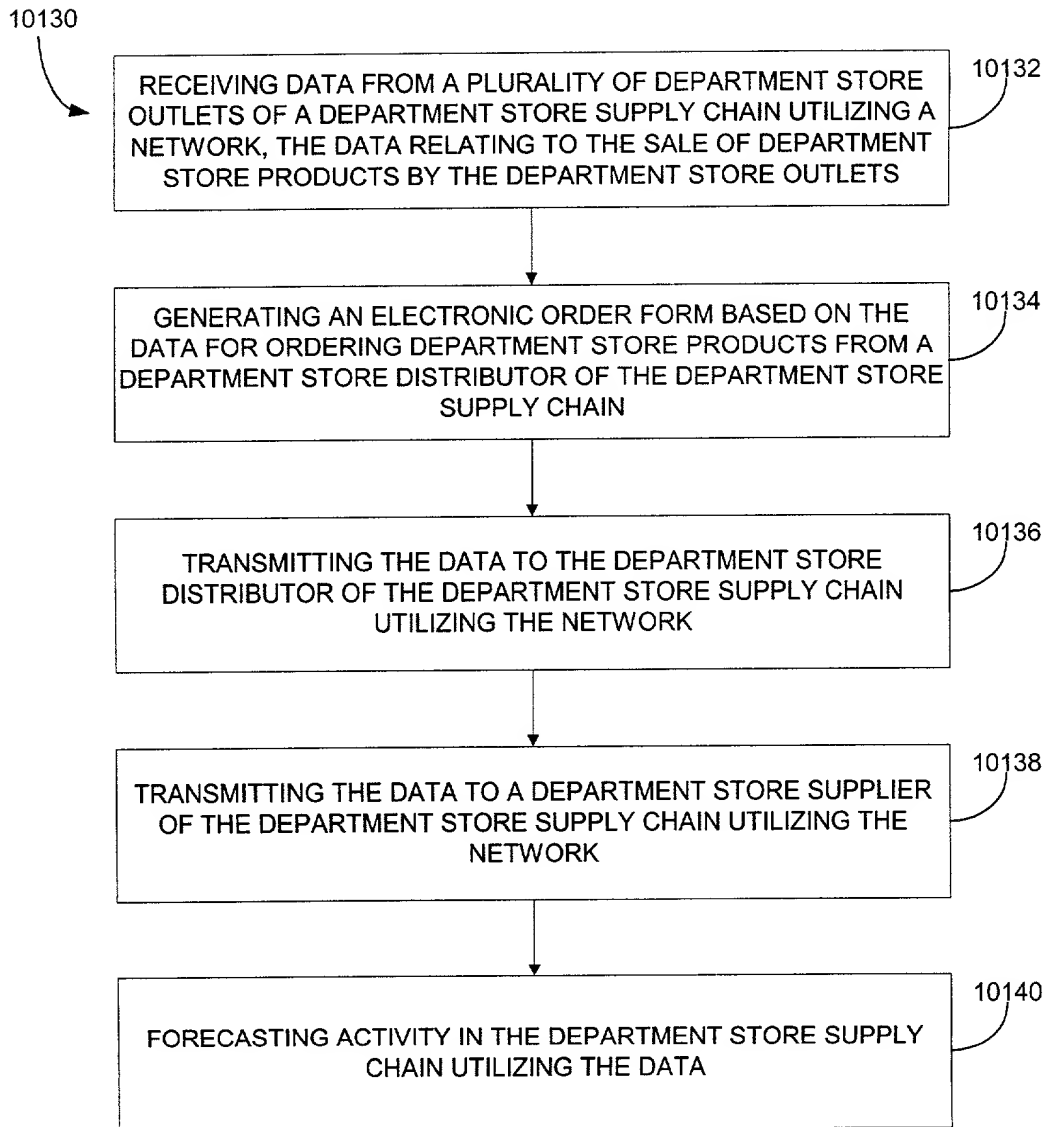 10130
10132
RECEIVING DATA FROM A PLURALITY OF DEPARTMENT STORE
OUTLETS OF A DEPARTMENT STORE SUPPLY CHAIN UTILIZING A
NETWORK, THE DATA RELATING TO THE SALE OF DEPARTMENT
STORE PRODUCTS BY THE DEPARTMENT STORE OUTLETS
10134
GENERATING AN ELECTRONIC ORDER FORM BASED ON THE
DATA FOR ORDERING DEPARTMENT STORE PRODUCTS FROM A
DEPARTMENT STORE DISTRIBUTOR OF THE DEPARTMENT STORE
SUPPLY CHAIN
10136
TRANSMITTING THE DATA TO THE DEPARTMENT STORE
DISTRIBUTOR OF THE DEPARTMENT STORE SUPPLY CHAIN
UTILIZING THE NETWORK
10138
TRANSMITTING THE DATA TO A DEPARTMENT STORE SUPPLIER
OF THE DEPARTMENT STORE SUPPLY CHAIN UTILIZING THE
NETWORK
10140
FORECASTING ACTIVITY IN THE DEPARTMENT STORE SUPPLY
CHAIN UTILIZING THE DATA